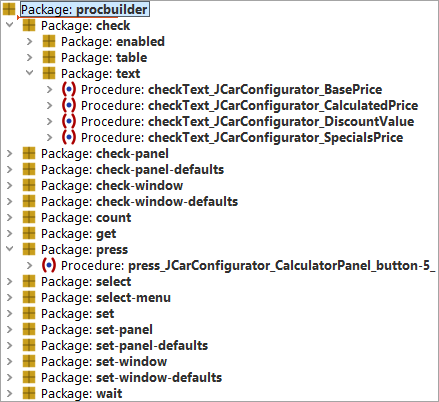 Package: procbuilder
Package: check
Package: enabled
Package: table
Package: text
Procedure: checkText_JCarConfigurator_BasePrice
Procedure: checkText_JCarConfigurator_CalculatedPrice
Procedure: checkText_JCarConfigurator_DiscountValue
Procedure: checkText_JCarConfigurator_SpecialsPrice
Package: check-panel
Package: check-panel-defaults
Package: check-window
Package: check-window-defaults
Package: count
Package: get
Package: press
Procedure: press_JCarConfigurator_CalculatorPanel_button-5_
Package: select
Package: select-menu
Package: set
Package: set-panel
Package: set-panel-defaults
Package: set-window
Package: set-window-defaults
Package: wait